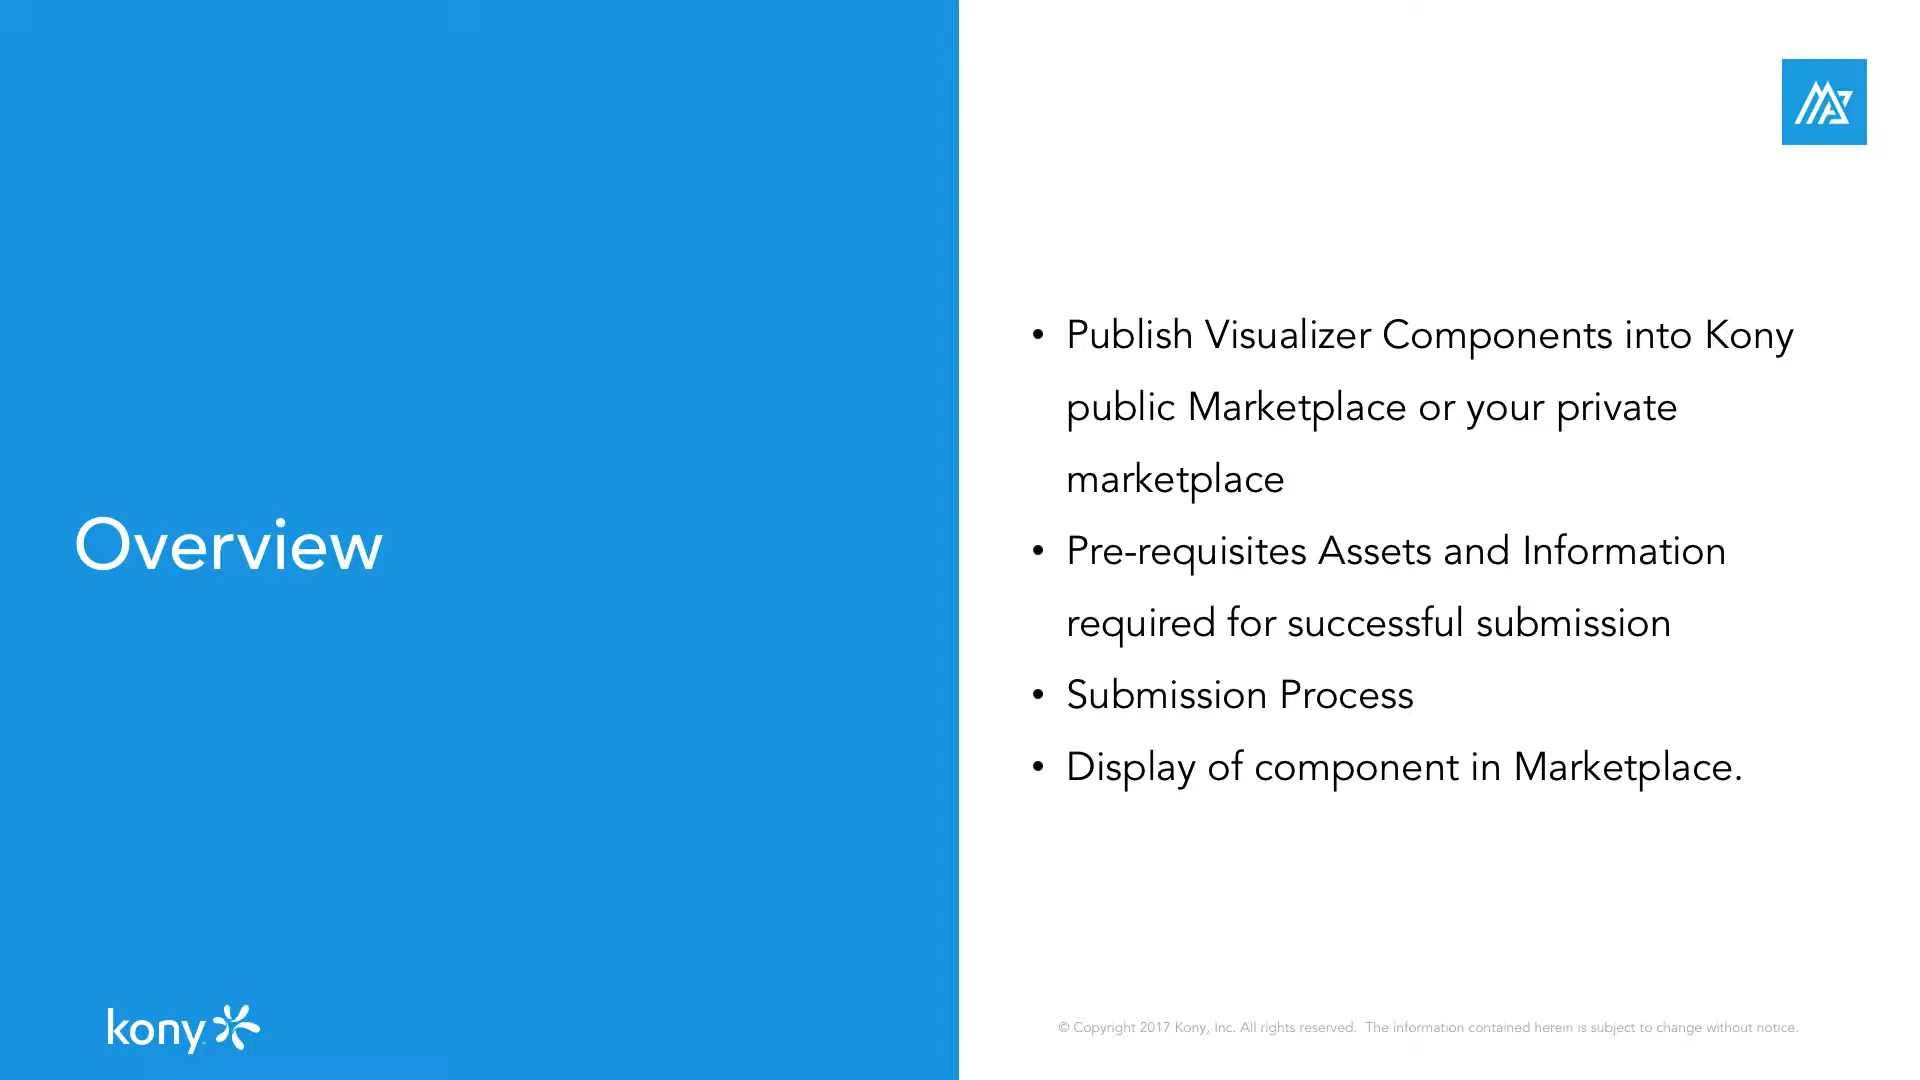 Overview
• Publish Visualizer Components into Kony
public Marketplace or your private
marketplace
• Pre-requisites Assets and Information
required for successful submission
• Submission Process
• Display of component in Marketplace.
kony
© Copyright 2017 Kony, Inc. All rights reserved. The information contained herein is subject to change without notice.